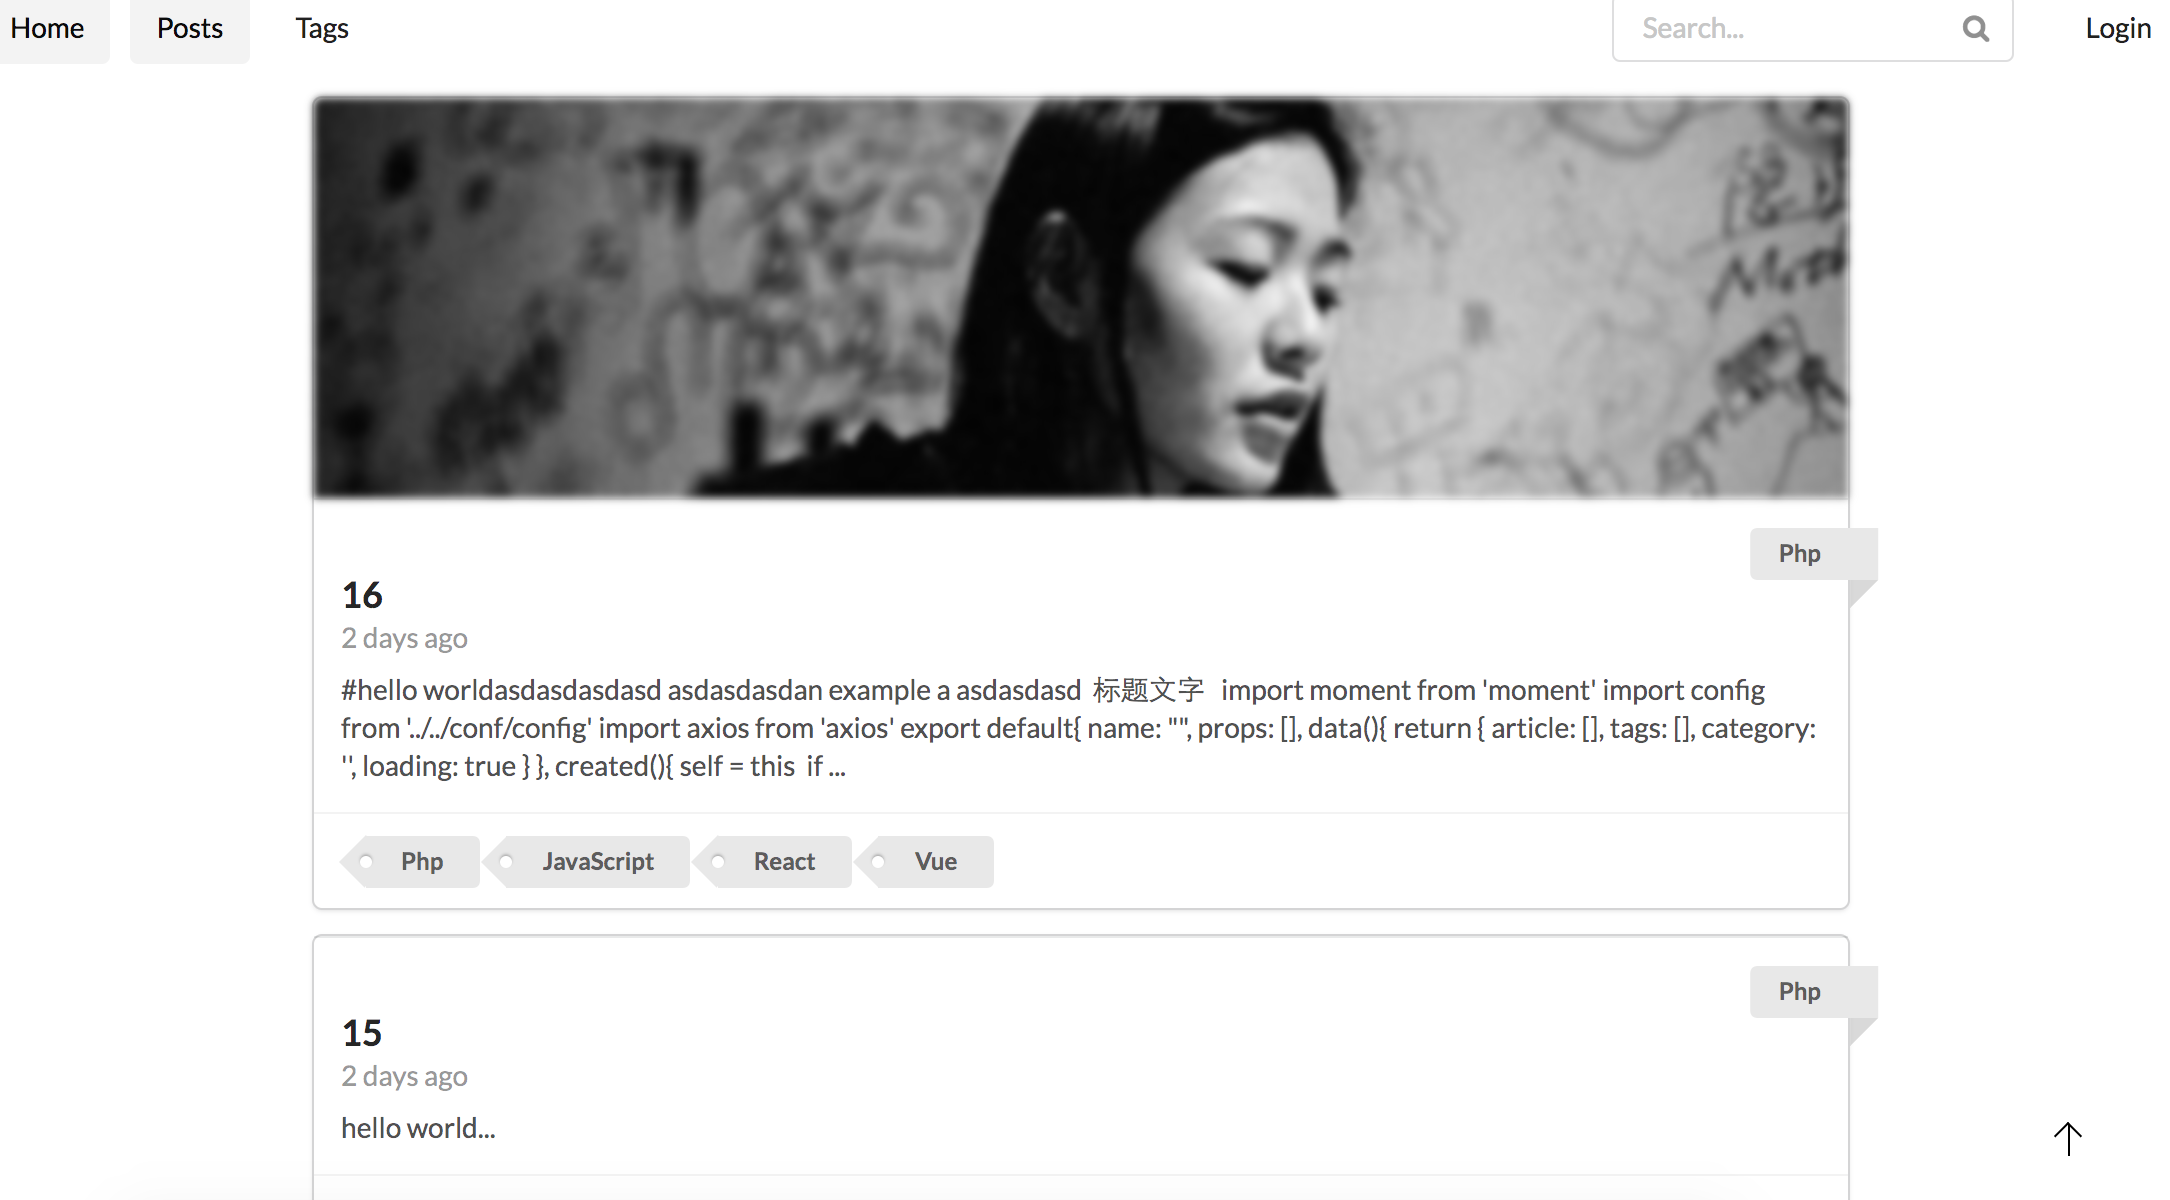 Home Posts Tags Search... Login
Php
16
2 days ago
#hello worldasdasdasdasd asdasdasdan example a asdasdasd 标题文字 import moment from 'moment' import config
from '../../conf/config' import axios from 'axios' export default{ name: "", props: [], data(){ return { article: [], tags: [], category:
'', loading: true } }, created(){ self = this if ...
Php JavaScript React Vue
Php
15
2 days ago
hello world...